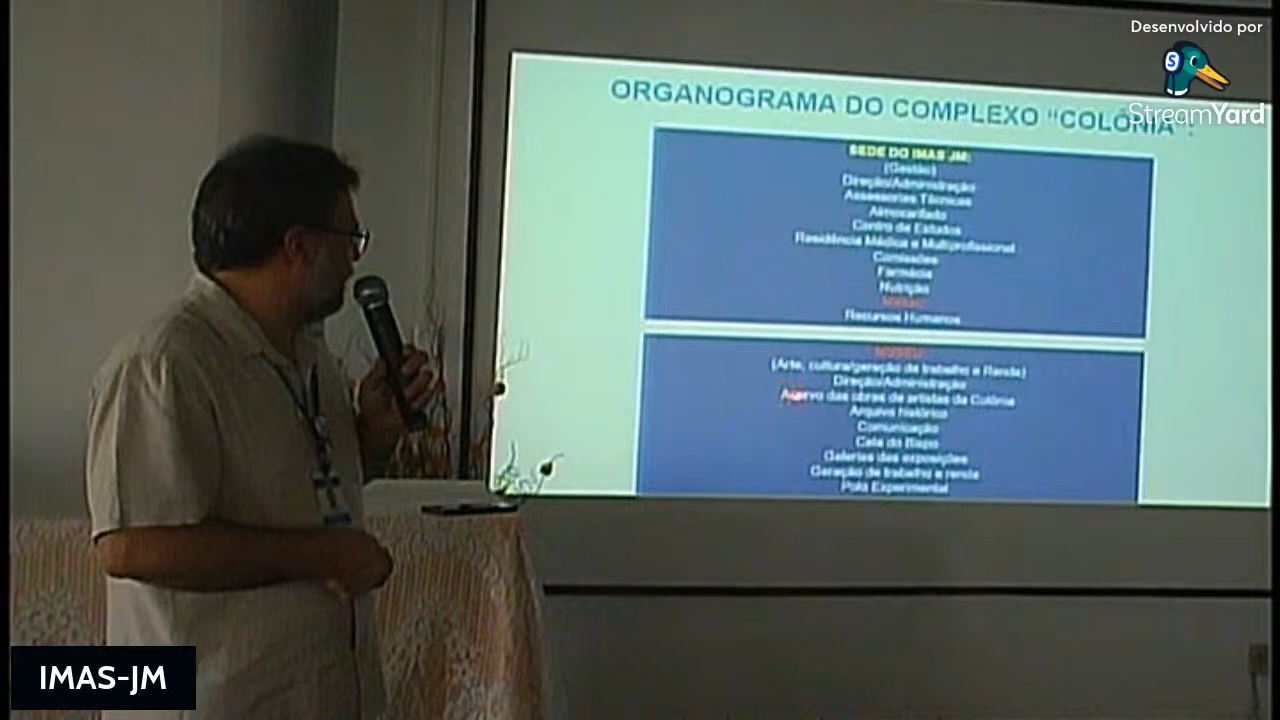 Desenvolvido por
StreamYard
ORGANOGRAMA DO COMPLEXO "COLÔNIA":
SEDE DO IMAS JM:
(Gestão)
Direção/Administração
Assessorias Técnicas
Almoxarifado
Centro de Estudos
Residência Médica e Multiprofissional
Comissões
Farmácia
Nutrição
Recursos Humanos
MUSEU:
(Arte, cultura/geração de trabalho e Renda)
Direção/Administração
Acervo das obras de artistas da Colônia
Arquivo histórico
Comunicação
Cela do Bispo
Galerias das exposições
Geração de trabalho e renda
Polo Experimental
IMAS-JM